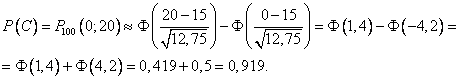 P(C) = P₁₀₀(0;20) ≈ Φ((20−15)/√12,75) − Φ((0−15)/√12,75) = Φ(1,4) − Φ(−4,2) =
= Φ(1,4) + Φ(4,2) = 0,419 + 0,5 = 0,919.